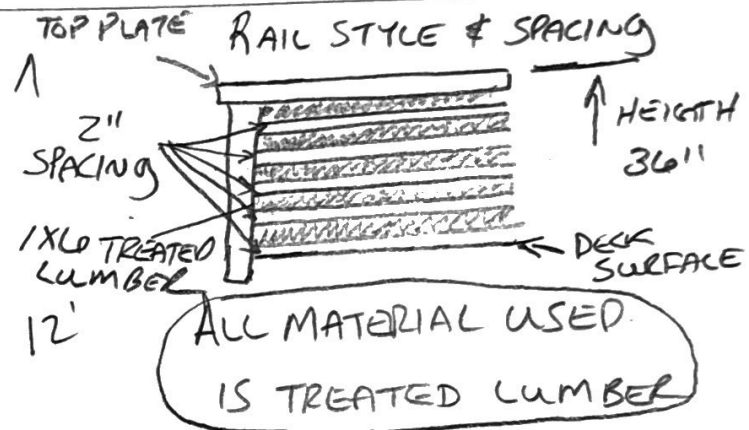 TOP PLATE
RAIL STYLE & SPACING
2"
SPACING
HEIGTH
36"
1X6 TREATED
LUMBER
DECK
SURFACE
12'
ALL MATERIAL USED
IS TREATED LUMBER